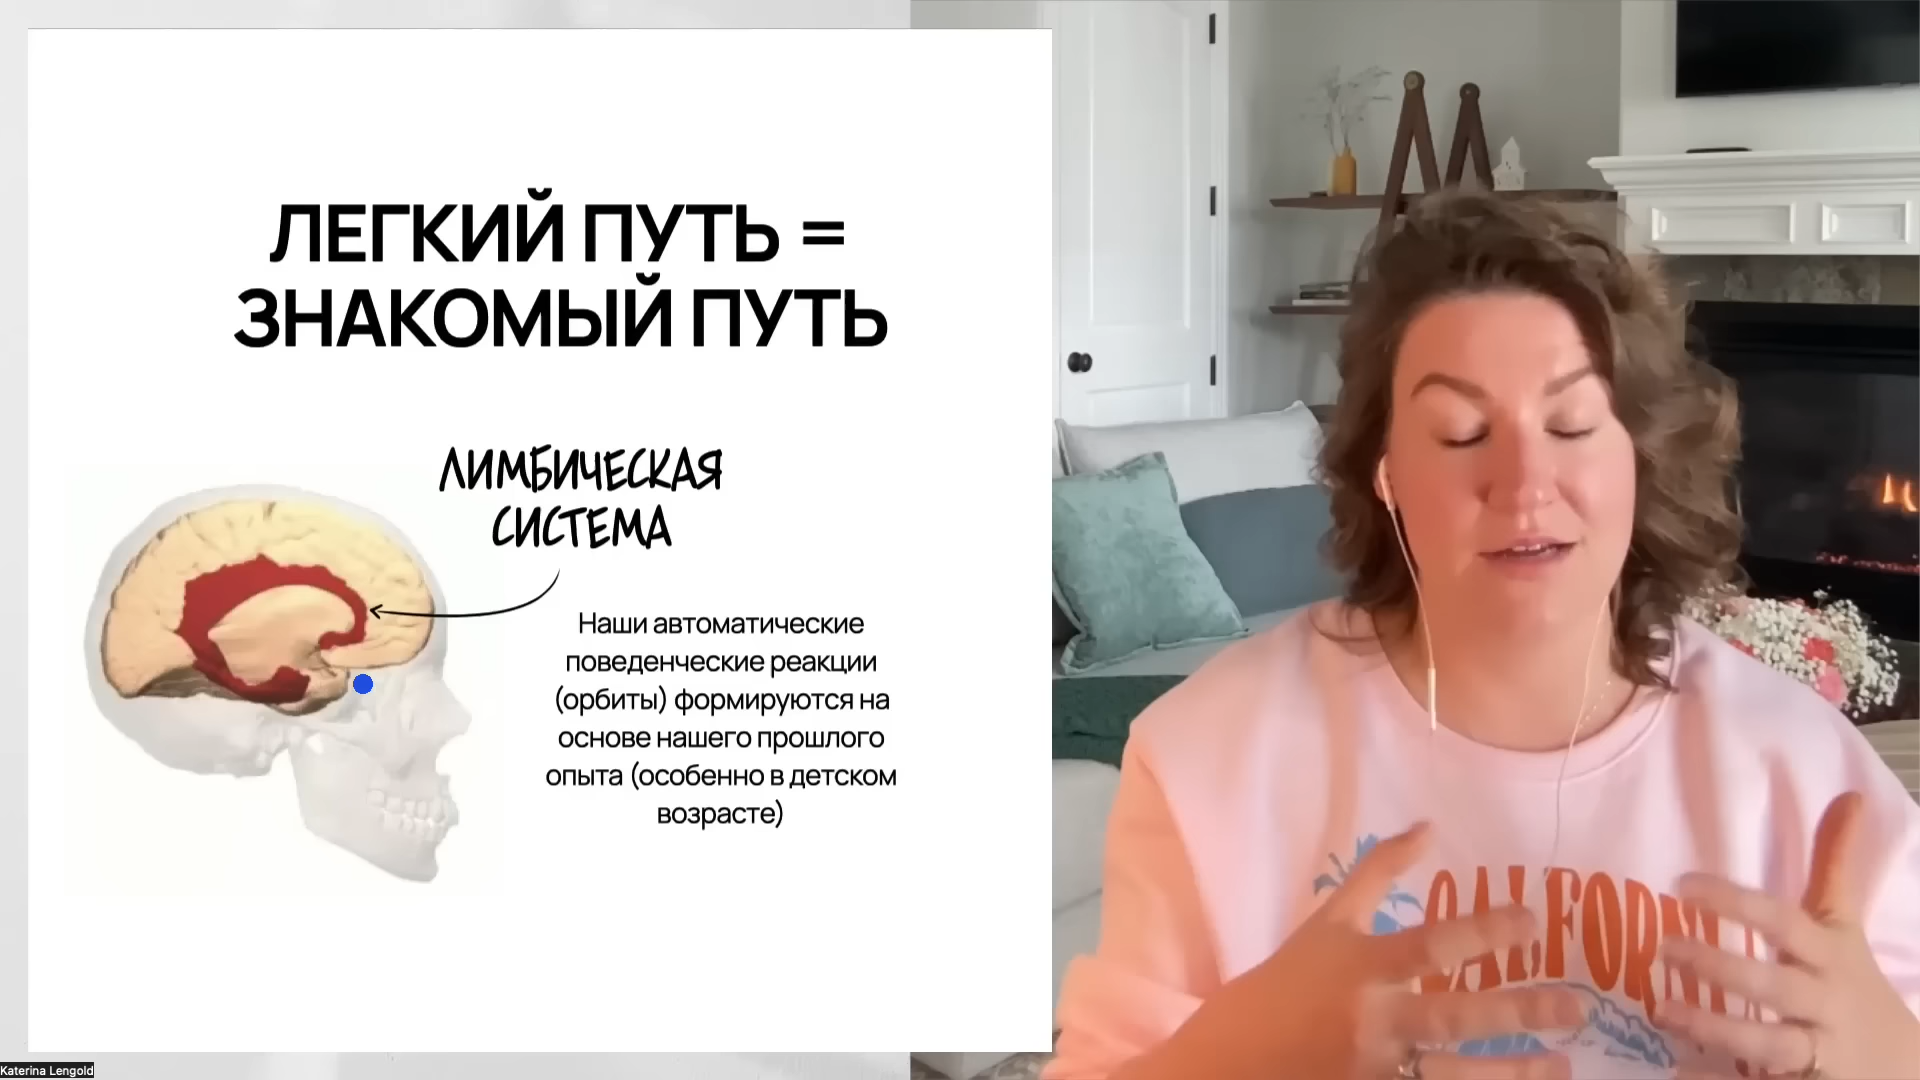 ЛЕГКИЙ ПУТЬ =
ЗНАКОМЫЙ ПУТЬ
ЛИМБИЧЕСКАЯ
СИСТЕМА
Наши автоматические
поведенческие реакции
(орбиты) формируются на
основе нашего прошлого
опыта (особенно в детском
возрасте)
Katerina Lengold